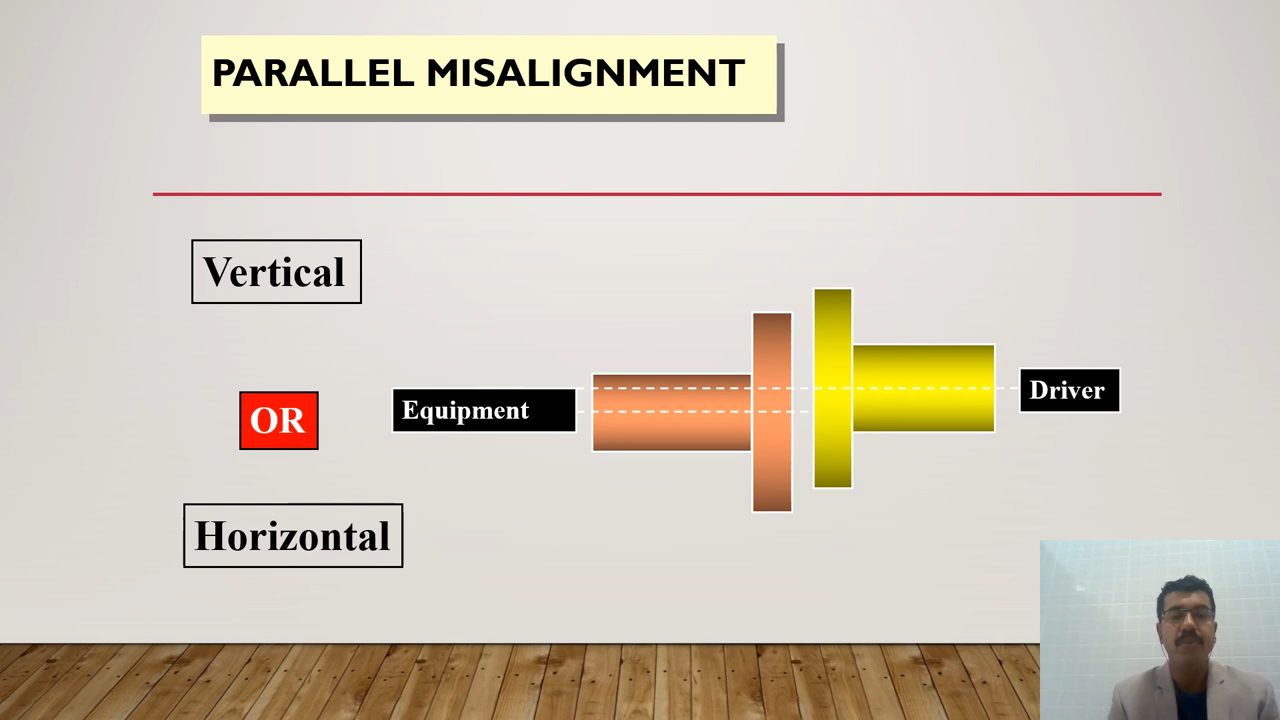 PARALLEL MISALIGNMENT
Vertical
OR
Horizontal
Equipment
Driver